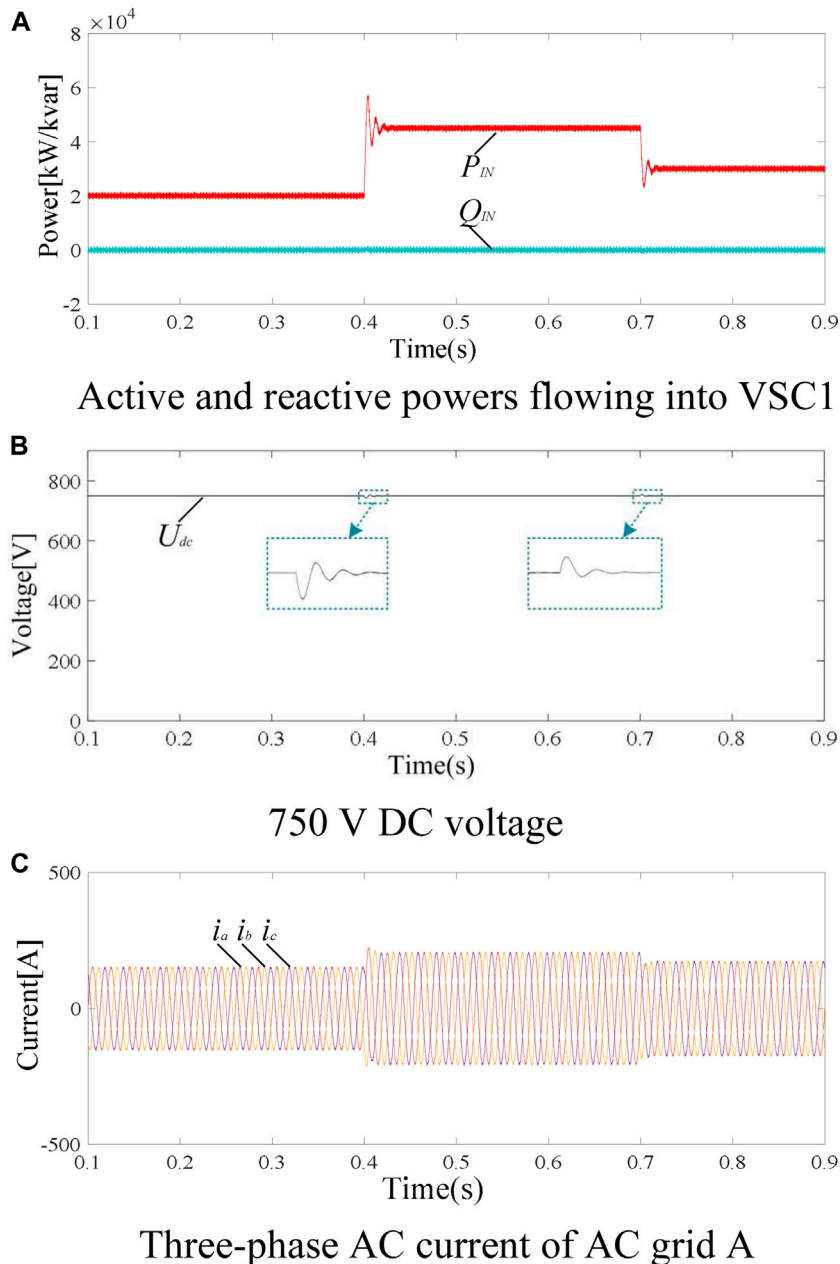 A
×10⁴
8
6
4
2
0
-2
Power[kW/kvar]
P_IN
Q_IN
0.1 0.2 0.3 0.4 0.5 0.6 0.7 0.8 0.9
Time(s)
Active and reactive powers flowing into VSC1
B
800
600
400
200
0
Voltage[V]
U_dc
0.1 0.2 0.3 0.4 0.5 0.6 0.7 0.8 0.9
Time(s)
750 V DC voltage
C
500
0
-500
Current[A]
i_a i_b i_c
0.1 0.2 0.3 0.4 0.5 0.6 0.7 0.8 0.9
Time(s)
Three-phase AC current of AC grid A